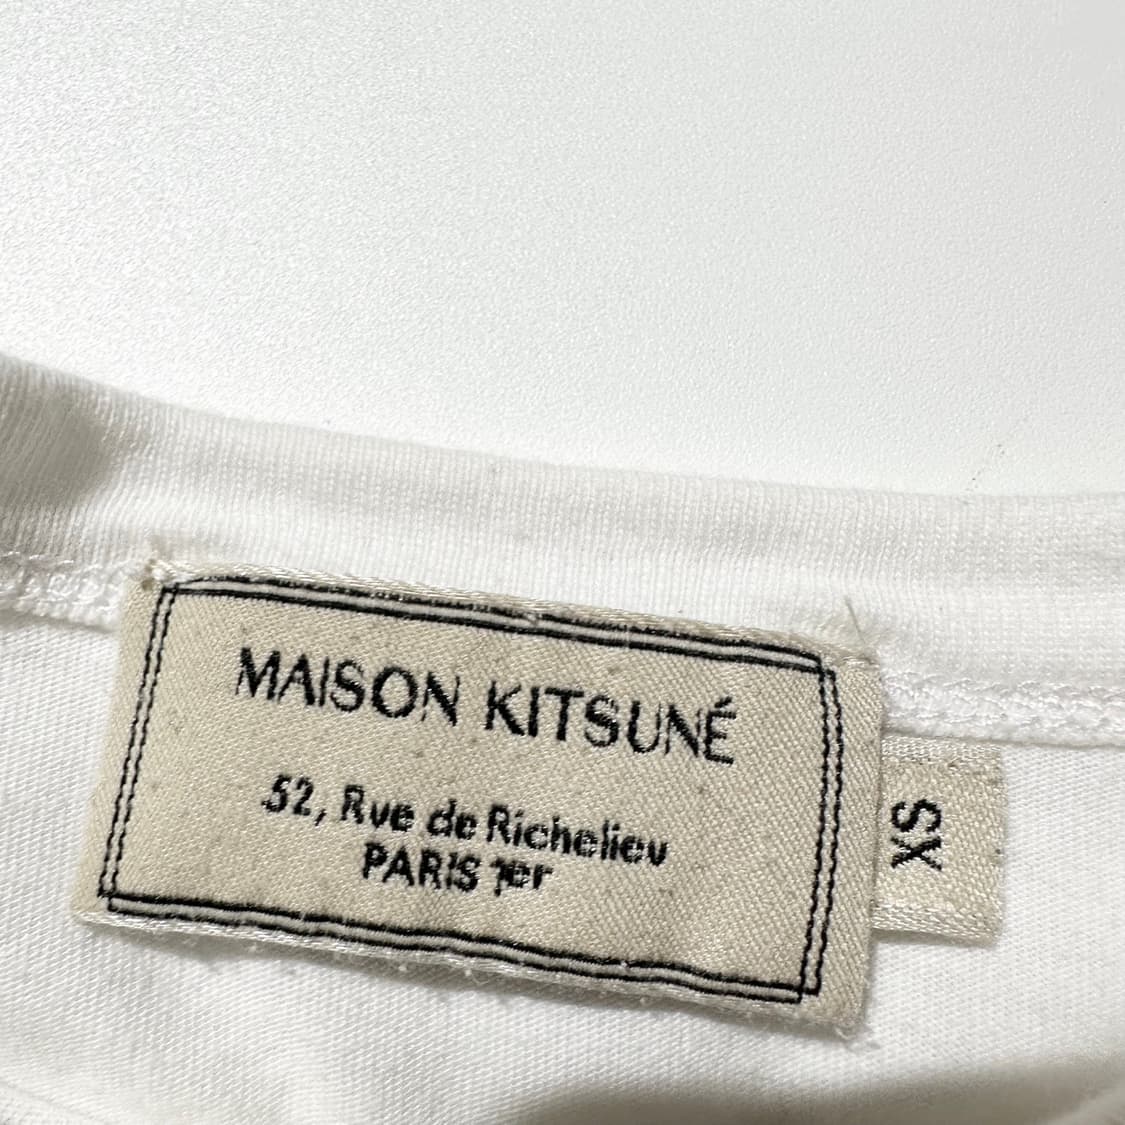 MAISON KITSUNÉ
52, Rue de Richelieu
PARIS 1er
XS